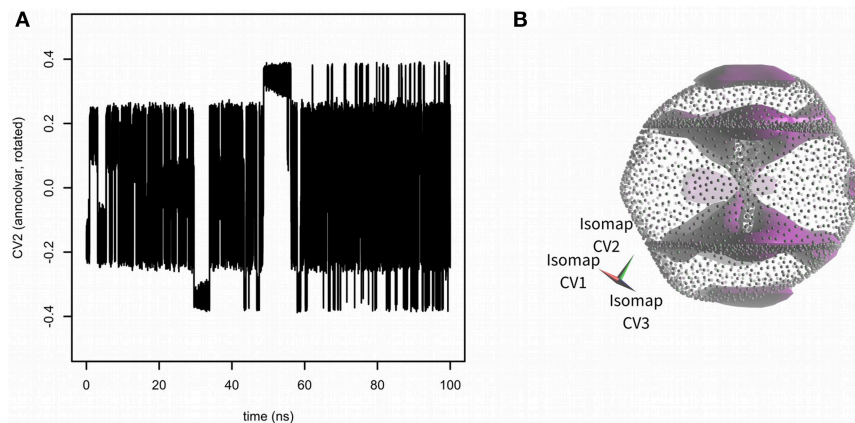 A
B
CV2 (anncolvar, rotated)
0.4
0.2
0.0
-0.2
-0.4
0
20
40
60
80
100
time (ns)
Isomap
CV2
Isomap
CV1
Isomap
CV3